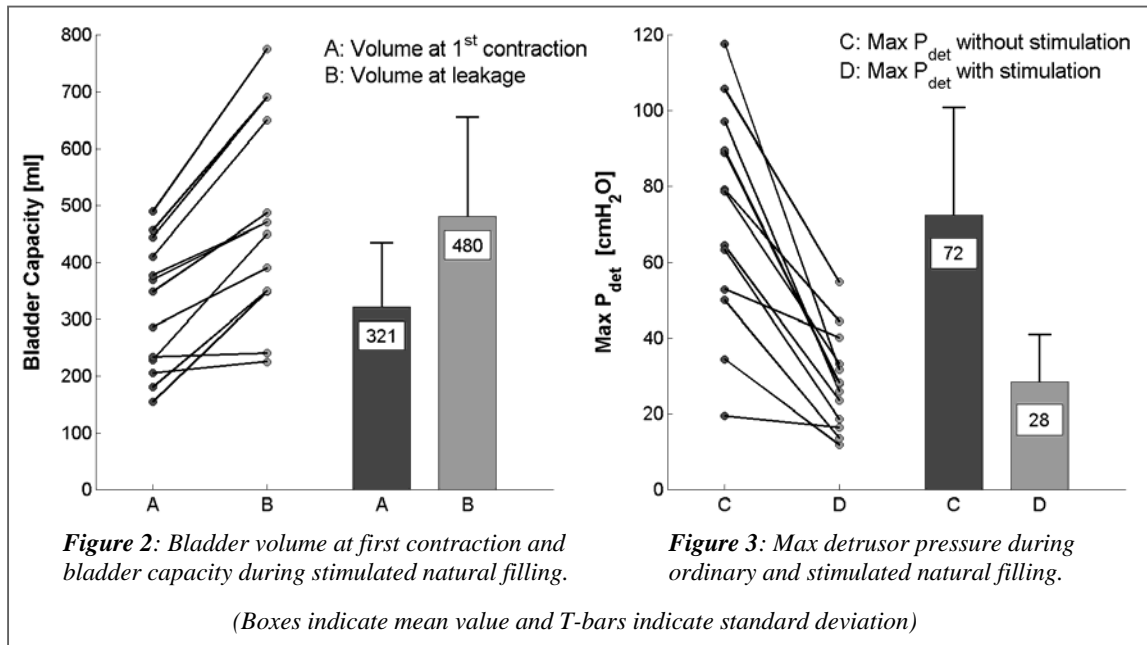 800
700
600
500
400
300
200
100
0
Bladder Capacity [ml]
A: Volume at 1st contraction
B: Volume at leakage
321
480
A B A B
120
100
80
60
40
20
0
Max Pdet [cmH2O]
C: Max Pdet without stimulation
D: Max Pdet with stimulation
72
28
C D C D
Figure 2: Bladder volume at first contraction and
bladder capacity during stimulated natural filling.
Figure 3: Max detrusor pressure during
ordinary and stimulated natural filling.
(Boxes indicate mean value and T-bars indicate standard deviation)